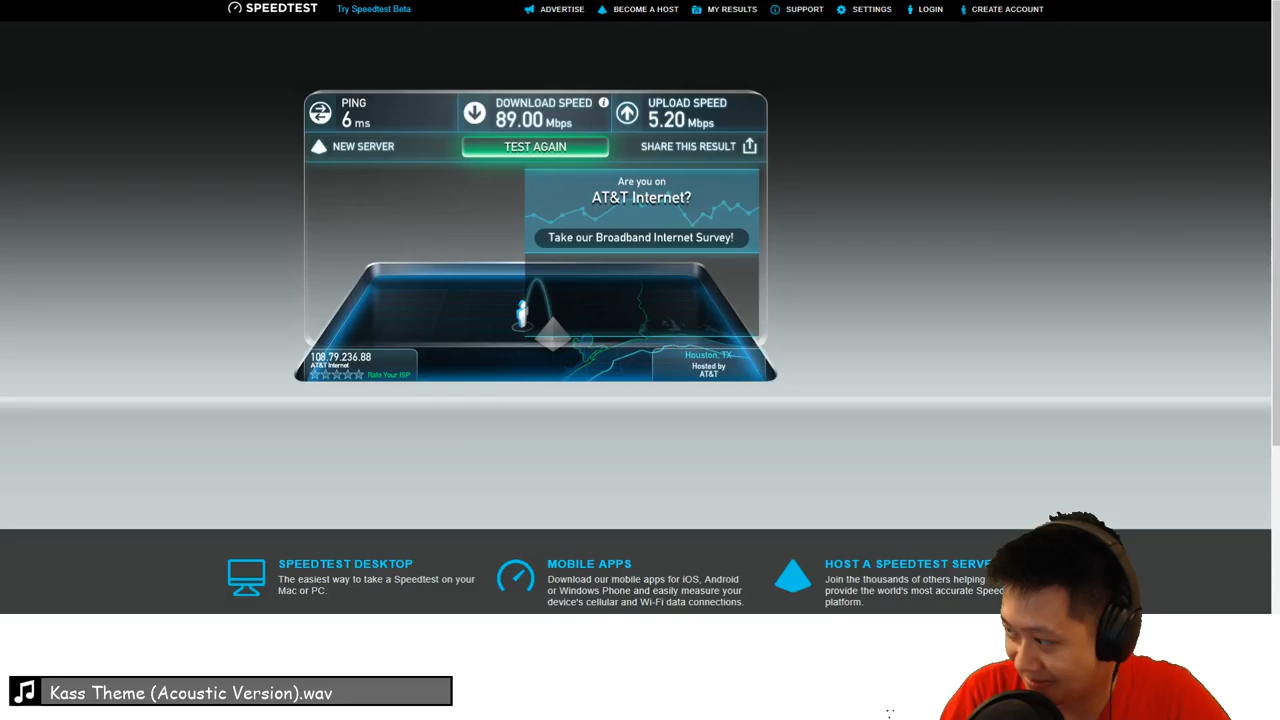 SPEEDTEST
Try Speedtest Beta
ADVERTISE
BECOME A HOST
MY RESULTS
SUPPORT
SETTINGS
LOGIN
CREATE ACCOUNT
PING
6 ms
DOWNLOAD SPEED
89.00 Mbps
UPLOAD SPEED
5.20 Mbps
NEW SERVER
TEST AGAIN
SHARE THIS RESULT
Are you on
AT&T Internet?
Take our Broadband Internet Survey!
108.79.236.88
AT&T Internet
Rate Your ISP
Houston, TX
Hosted by
AT&T
SPEEDTEST DESKTOP
The easiest way to take a Speedtest on your
Mac or PC.
MOBILE APPS
Download our mobile apps for iOS, Android
or Windows Phone and easily measure your
device's cellular and Wi-Fi data connections.
HOST A SPEEDTEST SERVE
Join the thousands of others helping
provide the world's most accurate Speed
platform.
Kass Theme (Acoustic Version).wav